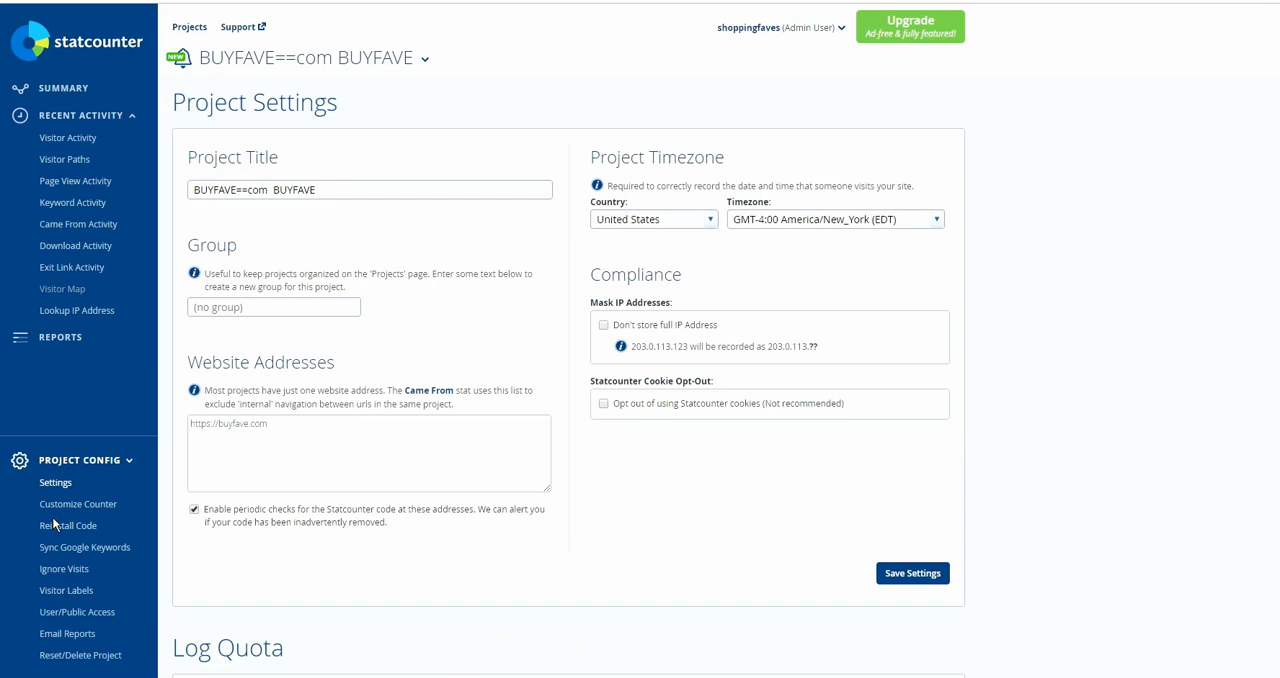 statcounter
SUMMARY
RECENT ACTIVITY
Visitor Activity
Visitor Paths
Page View Activity
Keyword Activity
Came From Activity
Download Activity
Exit Link Activity
Visitor Map
Lookup IP Address
REPORTS
PROJECT CONFIG
Settings
Customize Counter
Reinstall Code
Sync Google Keywords
Ignore Visits
Visitor Labels
User/Public Access
Email Reports
Reset/Delete Project
Projects Support
shoppingfaves (Admin User)
Upgrade
Ad-free & fully featured!
NEW
BUYFAVE==com BUYFAVE
Project Settings
Project Title
BUYFAVE==com BUYFAVE
Group
Useful to keep projects organized on the 'Projects' page. Enter some text below to
create a new group for this project.
(no group)
Website Addresses
Most projects have just one website address. The Came From stat uses this list to
exclude 'internal' navigation between urls in the same project.
https://buyfave.com
Enable periodic checks for the Statcounter code at these addresses. We can alert you
if your code has been inadvertently removed.
Project Timezone
Required to correctly record the date and time that someone visits your site.
Country: Timezone:
United States GMT-4:00 America/New_York (EDT)
Compliance
Mask IP Addresses:
Don't store full IP Address
203.0.113.123 will be recorded as 203.0.113.??
Statcounter Cookie Opt-Out:
Opt out of using Statcounter cookies (Not recommended)
Save Settings
Log Quota